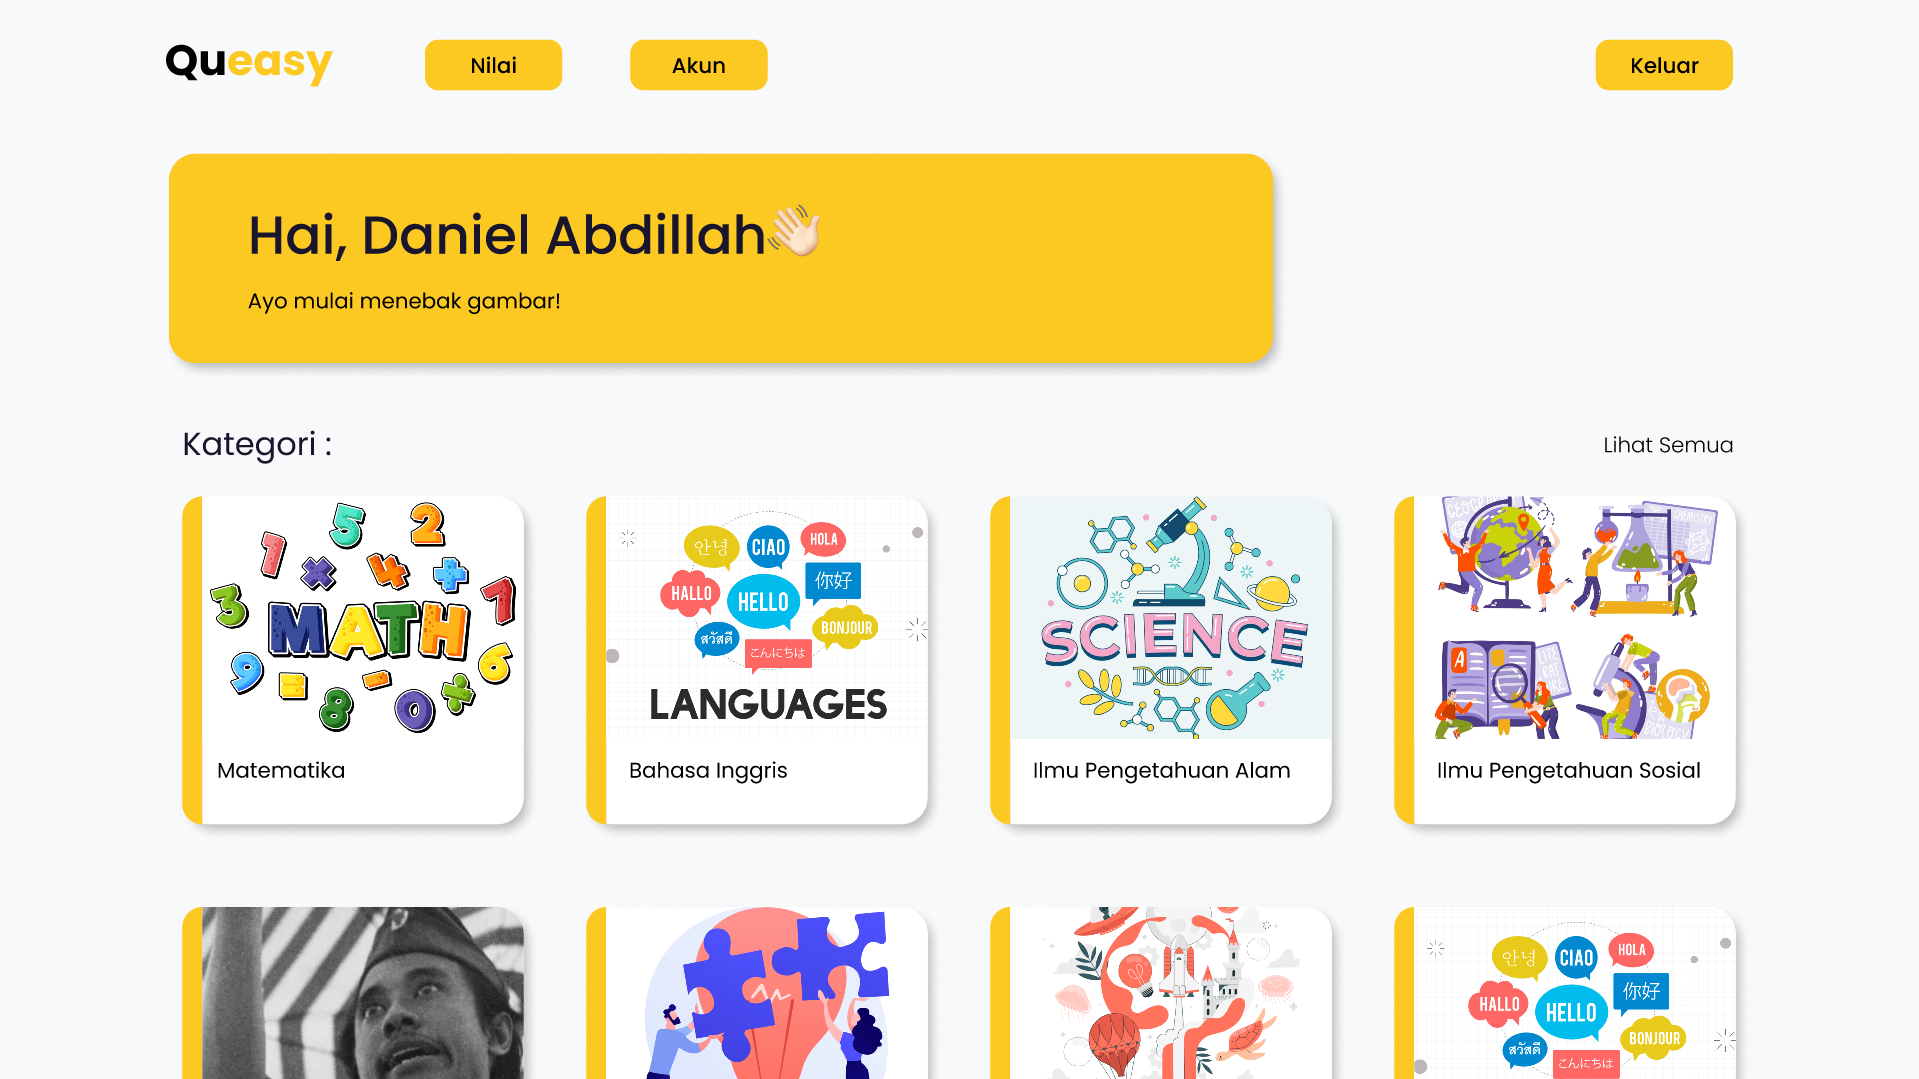 Queasy
Nilai
Akun
Keluar
Hai, Daniel Abdillah👋🏻
Ayo mulai menebak gambar!
Kategori :
Lihat Semua
5 2
1 × 4 + 7
3
MATH
9 = 8 - 0 ÷ 6
Matematika
안녕
CIAO
HOLA
HALLO
HELLO
你好
สวัสดี
こんにちは
BONJOUR
LANGUAGES
Bahasa Inggris
SCIENCE
Ilmu Pengetahuan Alam
CHEMISTRY
A
BIOLOGY
Ilmu Pengetahuan Sosial
안녕
CIAO
HOLA
HALLO
HELLO
你好
สวัสดี
こんにちは
BONJOUR